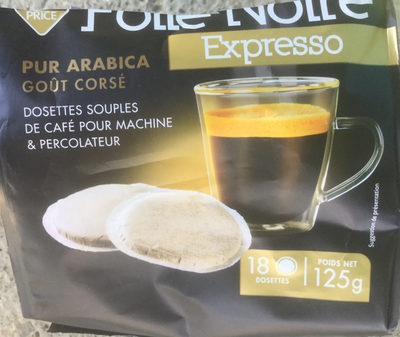 PRICE
Folie-Noire
Expresso
PUR ARABICA
GOÛT CORSÉ
DOSETTES SOUPLES
DE CAFÉ POUR MACHINE
& PERCOLATEUR
18
DOSETTES
POIDS NET
125g
Suggestion de présentation